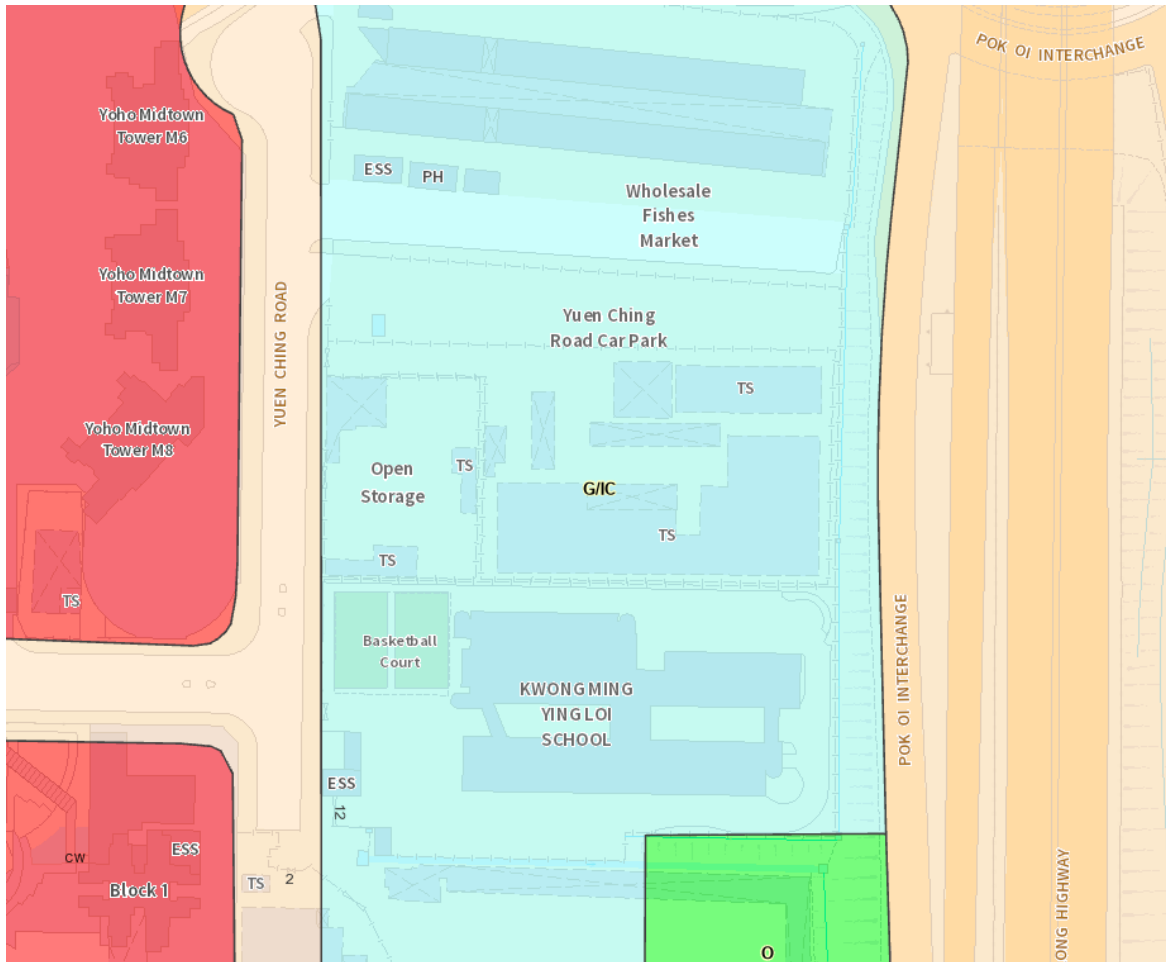 POK OI INTERCHANGE
Yoho Midtown
Tower M6
ESS
PH
Wholesale
Fishes
Market
Yoho Midtown
Tower M7
YUEN CHING ROAD
Yuen Ching
Road Car Park
TS
Yoho Midtown
Tower M8
Open
Storage
TS
G/IC
TS
TS
TS
Basketball
Court
POK OI INTERCHANGE
KWONG MING
YING LOI
SCHOOL
ESS
12
CW
ESS
Block 1
TS
2
ONG HIGHWAY
O